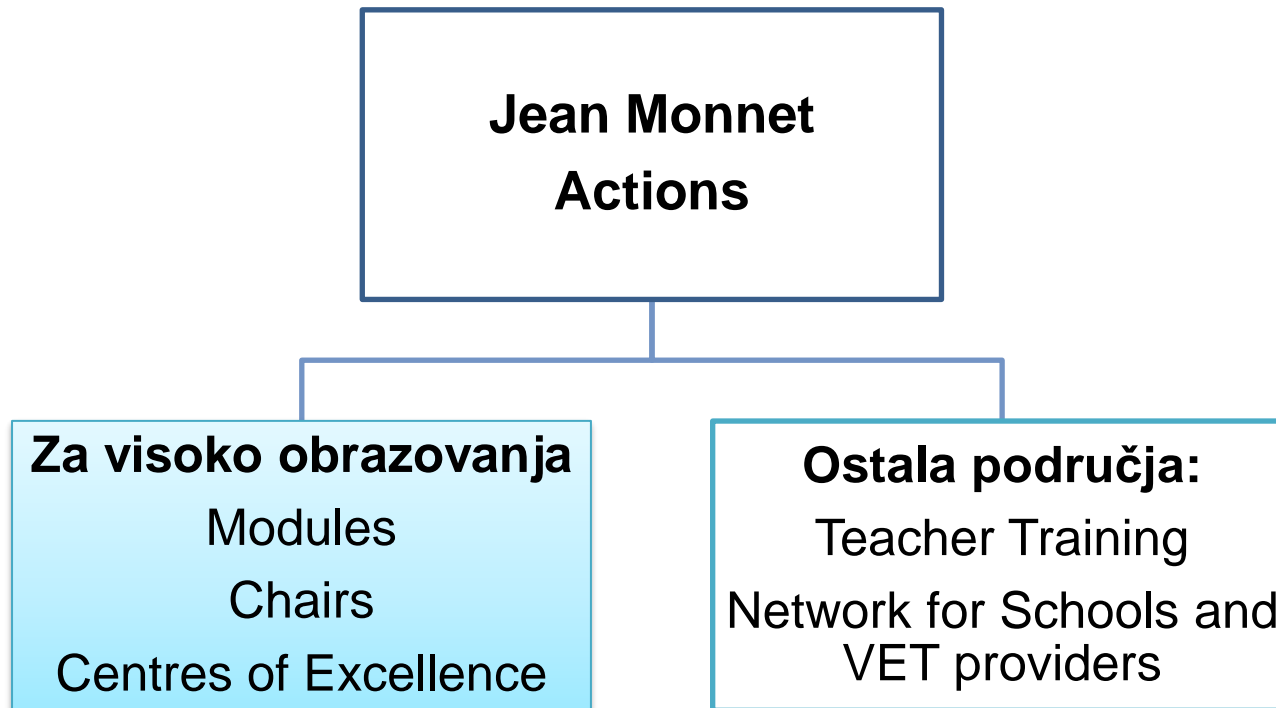 Jean Monnet
Actions
Za visoko obrazovanja
Modules
Chairs
Centres of Excellence
Ostala područja:
Teacher Training
Network for Schools and
VET providers